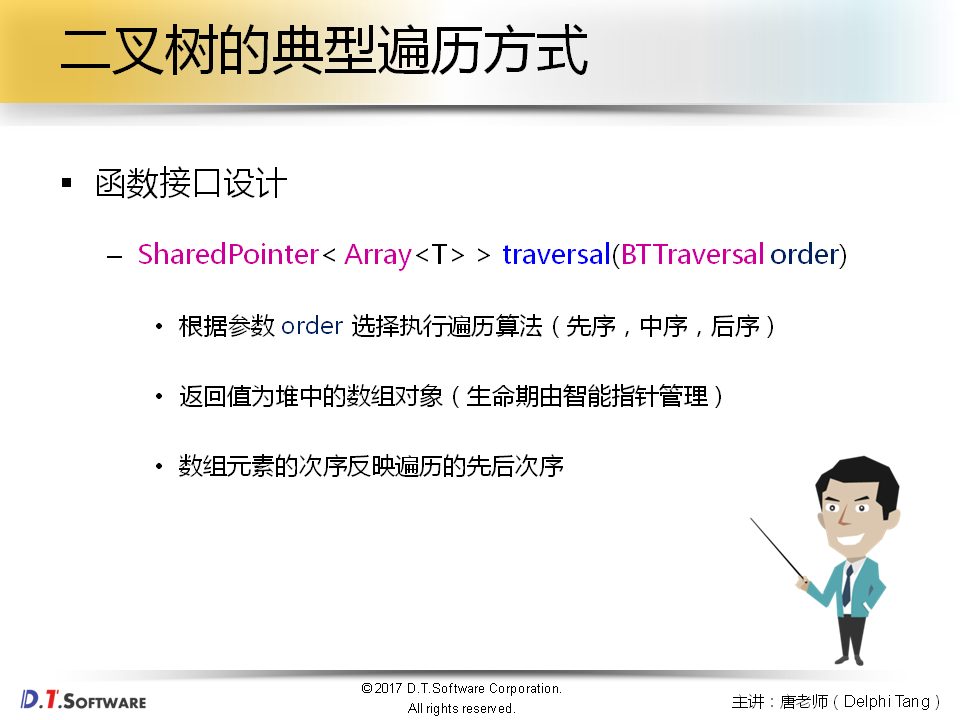 二叉树的典型遍历方式
▪ 函数接口设计
– SharedPointer< Array<T> > traversal(BTTraversal order)
• 根据参数 order 选择执行遍历算法（先序，中序，后序）
• 返回值为堆中的数组对象（生命期由智能指针管理）
• 数组元素的次序反映遍历的先后次序
D.T.SOFTWARE
©2017 D.T.Software Corporation.
All rights reserved.
主讲：唐老师（Delphi Tang）